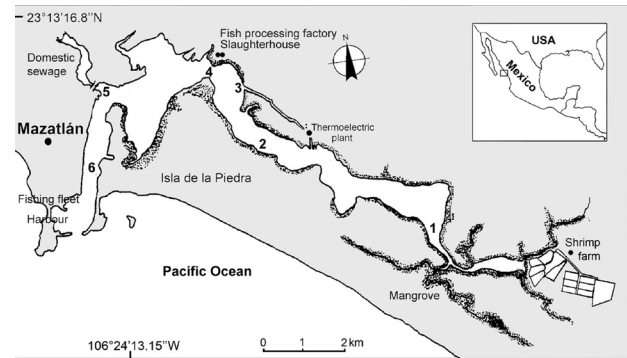 23°13'16.8''N
Fish processing factory
Slaughterhouse
N
USA
Mexico
Domestic
sewage
4
5
3
Mazatlán
Thermoelectric
plant
2
6
Isla de la Piedra
Fishing fleet
Harbour
1
Shrimp
farm
Pacific Ocean
Mangrove
106°24'13.15''W
0 1 2 km